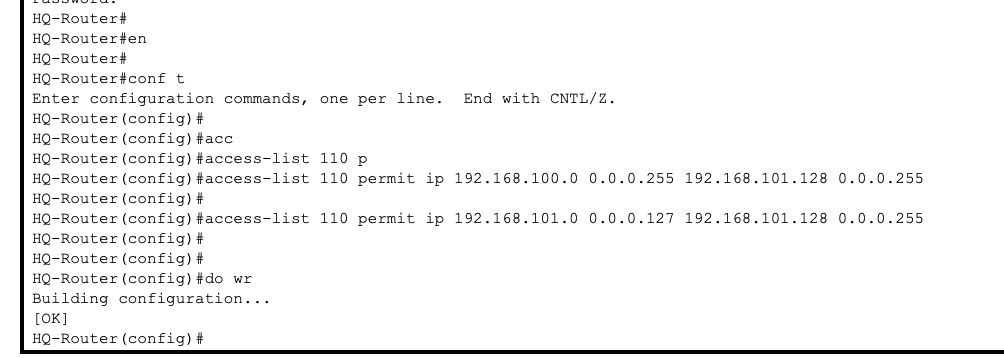 Password:
HQ-Router#
HQ-Router#en
HQ-Router#
HQ-Router#conf t
Enter configuration commands, one per line.  End with CNTL/Z.
HQ-Router(config)#
HQ-Router(config)#acc
HQ-Router(config)#access-list 110 p
HQ-Router(config)#access-list 110 permit ip 192.168.100.0 0.0.0.255 192.168.101.128 0.0.0.255
HQ-Router(config)#
HQ-Router(config)#access-list 110 permit ip 192.168.101.0 0.0.0.127 192.168.101.128 0.0.0.255
HQ-Router(config)#
HQ-Router(config)#
HQ-Router(config)#do wr
Building configuration...
[OK]
HQ-Router(config)#